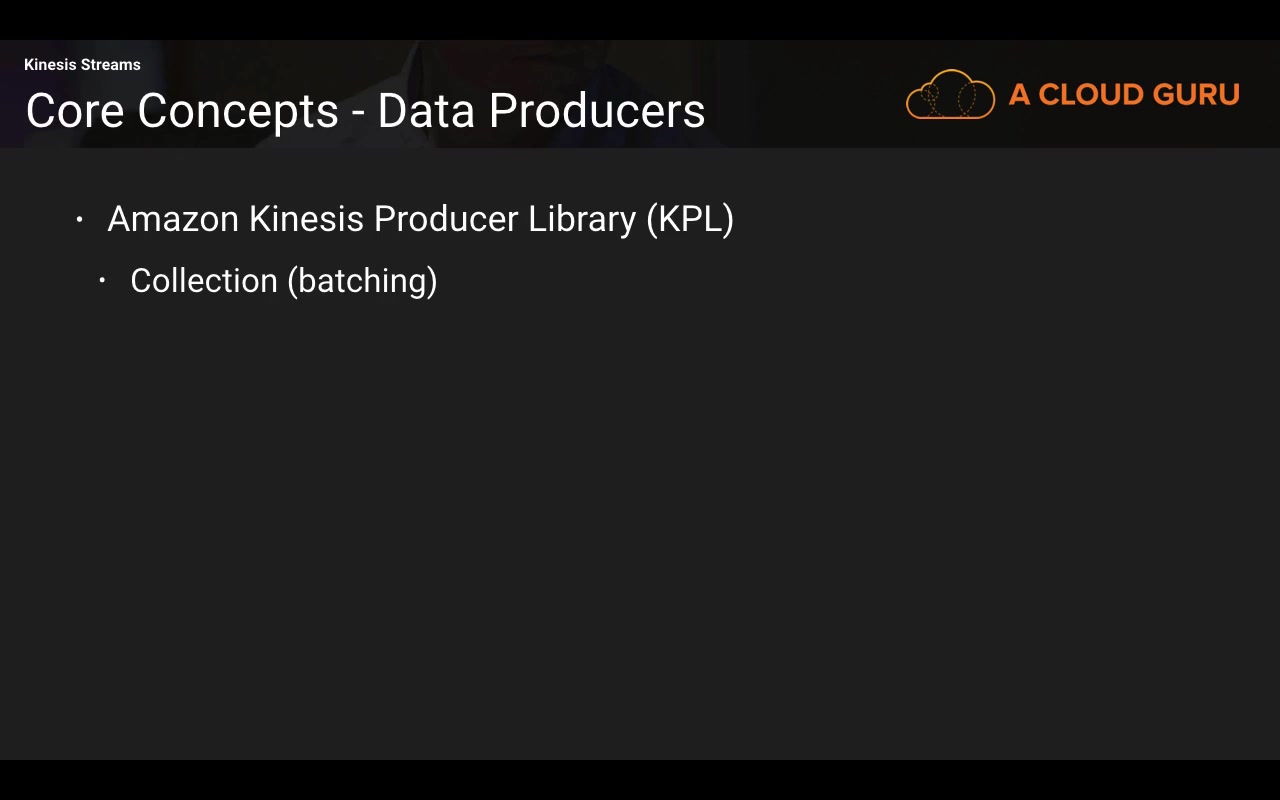 Kinesis Streams
Core Concepts - Data Producers
A CLOUD GURU
• Amazon Kinesis Producer Library (KPL)
• Collection (batching)